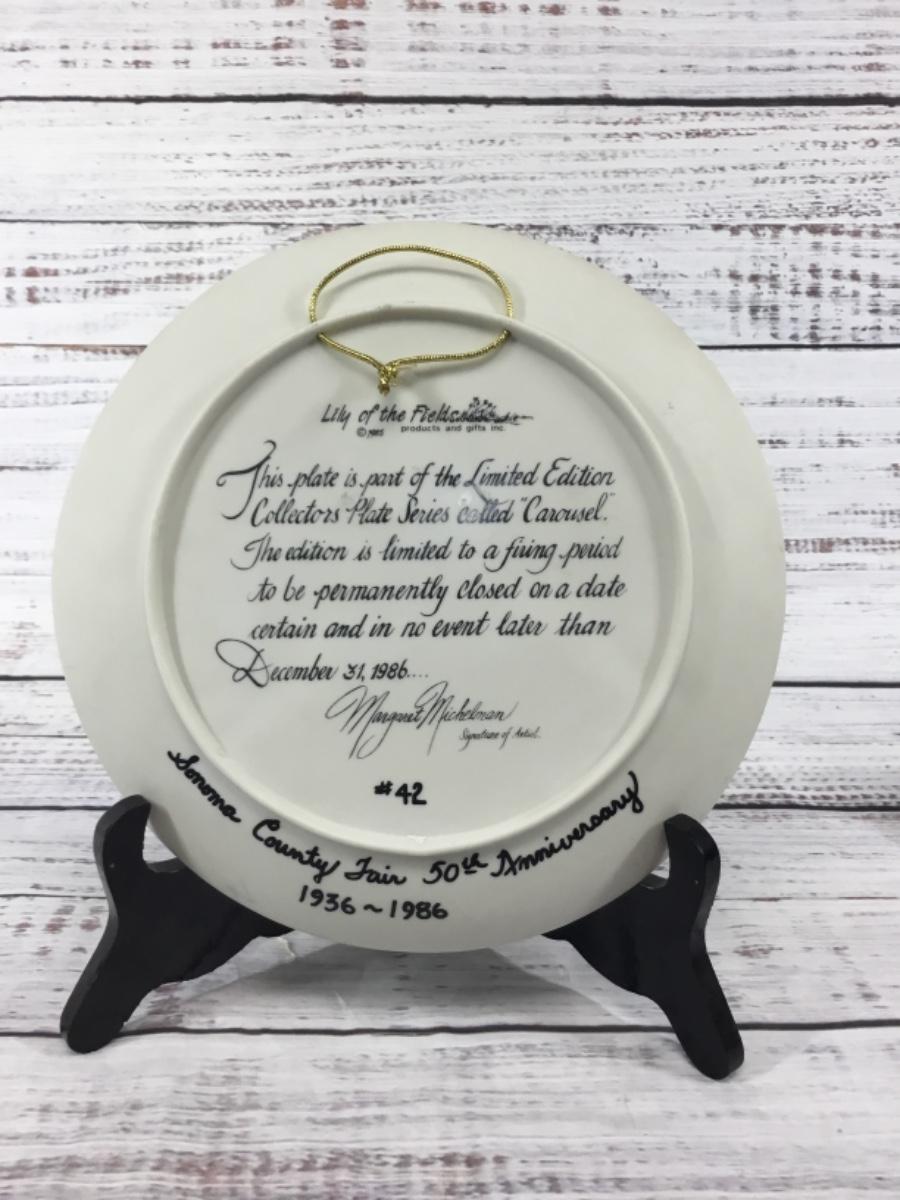 Lily of the Fields
©1985 products and gifts inc.
This plate is part of the Limited Edition
Collectors Plate Series called "Carousel."
The edition is limited to a firing period
to be permanently closed on a date
certain and in no event later than
December 31, 1986....
Margaret Michelman
Signature of Artist.
#42
Sonoma County Fair 50th Anniversary
1936~1986